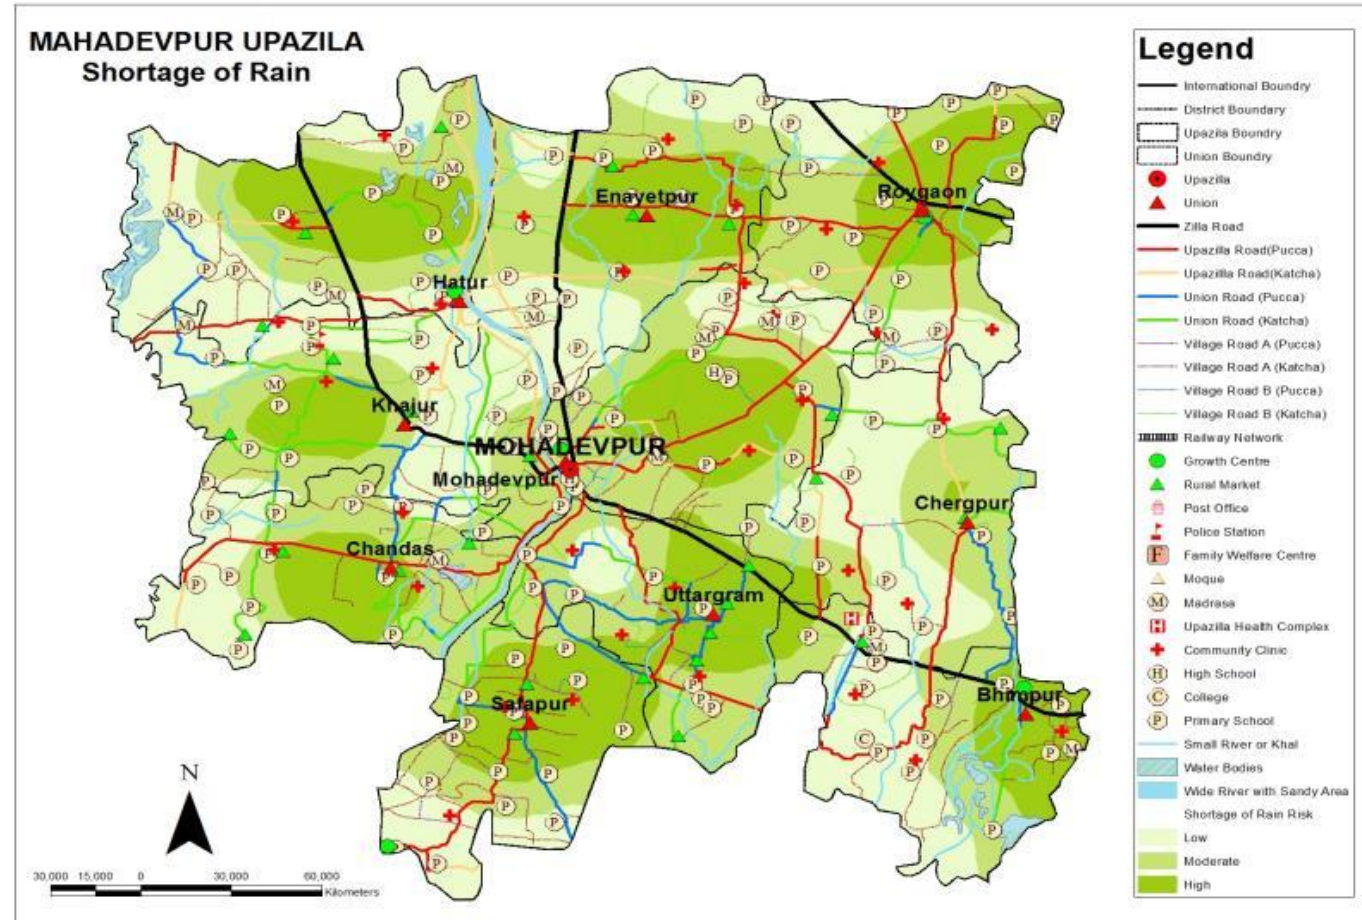 MAHADEVPUR UPAZILA
Shortage of Rain
Enayetpur
Roygaon
Hatur
Khajur
MOHADEVPUR
Mohadevpur
Chergpur
Chandas
Uttargram
Safapur
Bhimpur
N
30,000 15,000 0 30,000 60,000
Kilometers
Legend
International Boundry
District Boundary
Upazila Boundry
Union Boundry
Upazilla
Union
Zilla Road
Upazilla Road(Pucca)
Upazillla Road(Katcha)
Union Road (Pucca)
Union Road (Katcha)
Village Road A (Pucca)
Village Road A (Katcha)
Village Road B (Pucca)
Village Road B (Katcha)
Railway Network
Growth Centre
Rural Market
Post Office
Police Station
F Family Welfare Centre
Moque
M Madrasa
H Upazilla Health Complex
Community Clinic
H High School
C College
P Primary School
Small River or Khal
Water Bodies
Wide River with Sandy Area
Shortage of Rain Risk
Low
Moderate
High